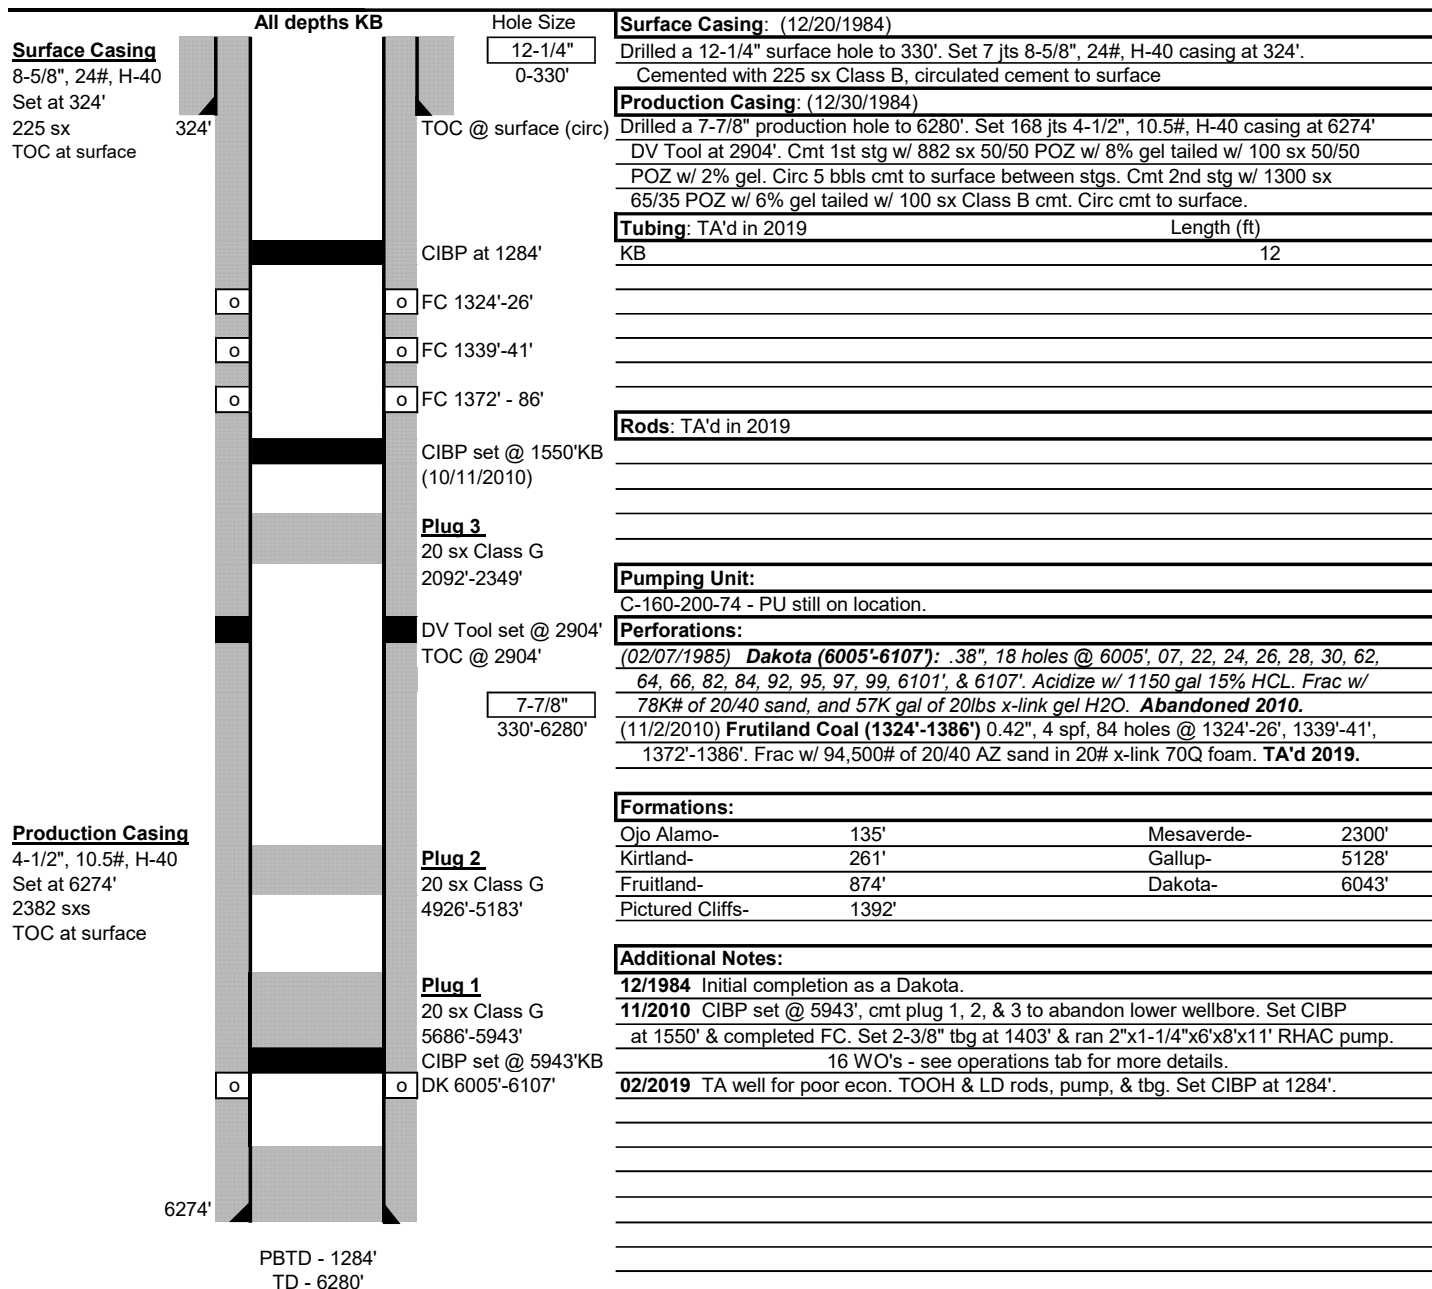 All depths KB
Hole Size
Surface Casing
8-5/8", 24#, H-40
Set at 324'
225 sx
324'
TOC at surface
12-1/4"
0-330'
TOC @ surface (circ)
CIBP at 1284'
o
o
FC 1324'-26'
o
o
FC 1339'-41'
o
o
FC 1372' - 86'
CIBP set @ 1550'KB
(10/11/2010)
Plug 3
20 sx Class G
2092'-2349'
DV Tool set @ 2904'
TOC @ 2904'
7-7/8"
330'-6280'
Production Casing
4-1/2", 10.5#, H-40
Set at 6274'
2382 sxs
TOC at surface
Plug 2
20 sx Class G
4926'-5183'
Plug 1
20 sx Class G
5686'-5943'
CIBP set @ 5943'KB
o
o
DK 6005'-6107'
6274'
PBTD - 1284'
TD - 6280'
Surface Casing: (12/20/1984)
Drilled a 12-1/4" surface hole to 330'. Set 7 jts 8-5/8", 24#, H-40 casing at 324'.
Cemented with 225 sx Class B, circulated cement to surface
Production Casing: (12/30/1984)
Drilled a 7-7/8" production hole to 6280'. Set 168 jts 4-1/2", 10.5#, H-40 casing at 6274'
DV Tool at 2904'. Cmt 1st stg w/ 882 sx 50/50 POZ w/ 8% gel tailed w/ 100 sx 50/50
POZ w/ 2% gel. Circ 5 bbls cmt to surface between stgs. Cmt 2nd stg w/ 1300 sx
65/35 POZ w/ 6% gel tailed w/ 100 sx Class B cmt. Circ cmt to surface.
Tubing: TA'd in 2019 Length (ft)
KB 12
Rods: TA'd in 2019
Pumping Unit:
C-160-200-74 - PU still on location.
Perforations:
(02/07/1985) Dakota (6005'-6107'): .38", 18 holes @ 6005', 07, 22, 24, 26, 28, 30, 62,
64, 66, 82, 84, 92, 95, 97, 99, 6101', & 6107'. Acidize w/ 1150 gal 15% HCL. Frac w/
78K# of 20/40 sand, and 57K gal of 20lbs x-link gel H2O. Abandoned 2010.
(11/2/2010) Frutiland Coal (1324'-1386') 0.42", 4 spf, 84 holes @ 1324'-26', 1339'-41',
1372'-1386'. Frac w/ 94,500# of 20/40 AZ sand in 20# x-link 70Q foam. TA'd 2019.
Formations:
Ojo Alamo- 135' Mesaverde- 2300'
Kirtland- 261' Gallup- 5128'
Fruitland- 874' Dakota- 6043'
Pictured Cliffs- 1392'
Additional Notes:
12/1984 Initial completion as a Dakota.
11/2010 CIBP set @ 5943', cmt plug 1, 2, & 3 to abandon lower wellbore. Set CIBP
at 1550' & completed FC. Set 2-3/8" tbg at 1403' & ran 2"x1-1/4"x6'x8'x11' RHAC pump.
16 WO's - see operations tab for more details.
02/2019 TA well for poor econ. TOOH & LD rods, pump, & tbg. Set CIBP at 1284'.